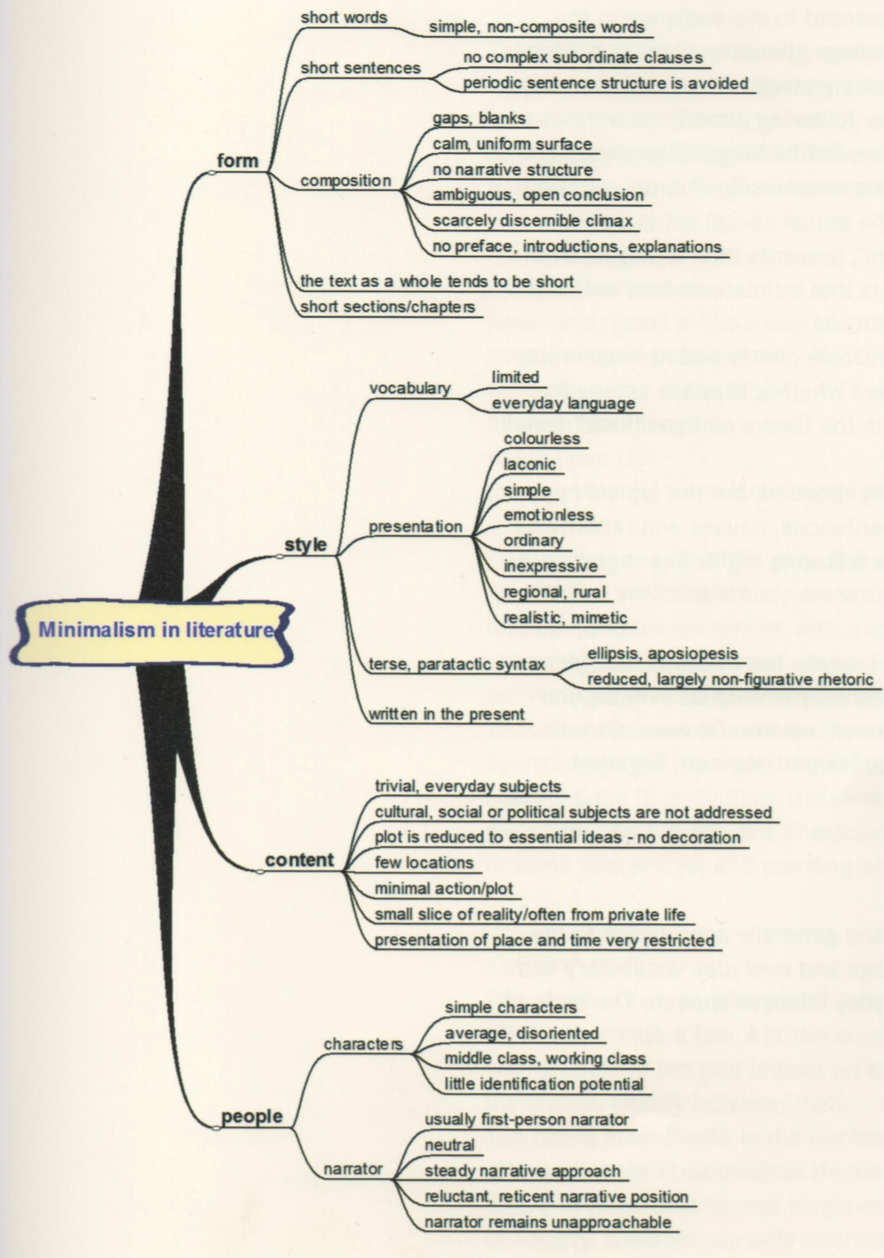 short words
simple, non-composite words
short sentences
no complex subordinate clauses
periodic sentence structure is avoided
form
composition
gaps, blanks
calm, uniform surface
no narrative structure
ambiguous, open conclusion
scarcely discernible climax
no preface, introductions, explanations
the text as a whole tends to be short
short sections/chapters
vocabulary
limited
everyday language
style
presentation
colourless
laconic
simple
emotionless
ordinary
inexpressive
regional, rural
realistic, mimetic
Minimalism in literature
terse, paratactic syntax
ellipsis, aposiopesis
reduced, largely non-figurative rhetoric
written in the present
content
trivial, everyday subjects
cultural, social or political subjects are not addressed
plot is reduced to essential ideas - no decoration
few locations
minimal action/plot
small slice of reality/often from private life
presentation of place and time very restricted
people
characters
simple characters
average, disoriented
middle class, working class
little identification potential
narrator
usually first-person narrator
neutral
steady narrative approach
reluctant, reticent narrative position
narrator remains unapproachable